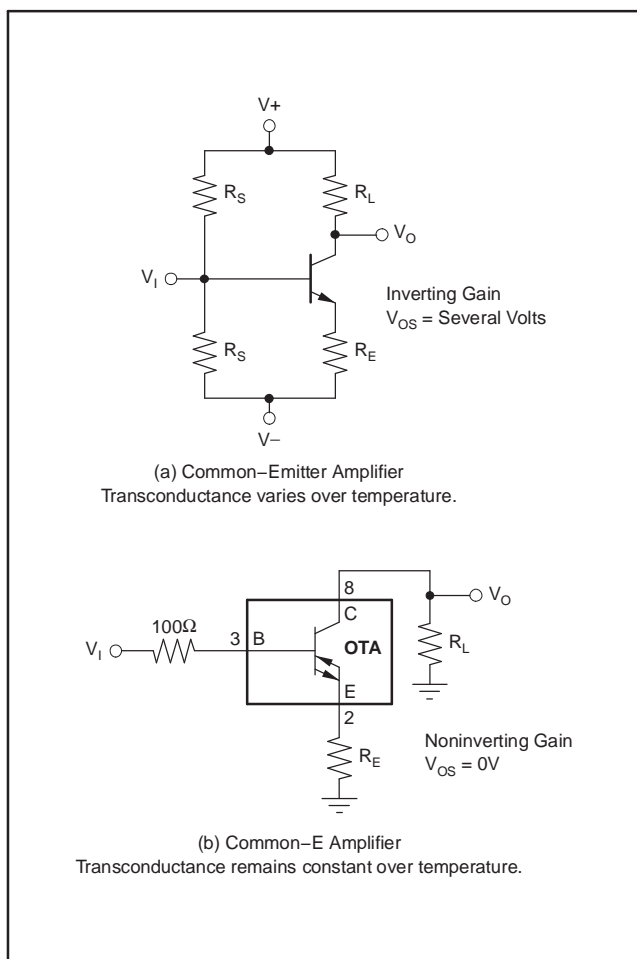 V+
R_S
R_L
V_O
V_I
Inverting Gain
V_OS = Several Volts
R_S
R_E
V−
(a) Common−Emitter Amplifier
Transconductance varies over temperature.
8
V_O
C
100Ω
3 B
OTA
V_I
R_L
E
2
Noninverting Gain
V_OS = 0V
R_E
(b) Common−E Amplifier
Transconductance remains constant over temperature.